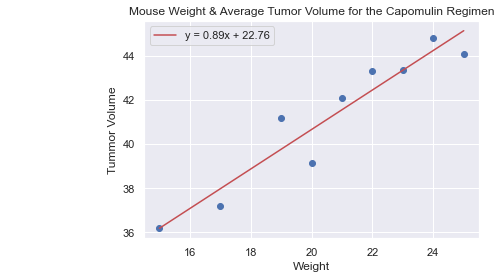 Mouse Weight & Average Tumor Volume for the Capomulin Regimen
y = 0.89x + 22.76
44
42
40
38
36
Tummor Volume
16 18 20 22 24
Weight